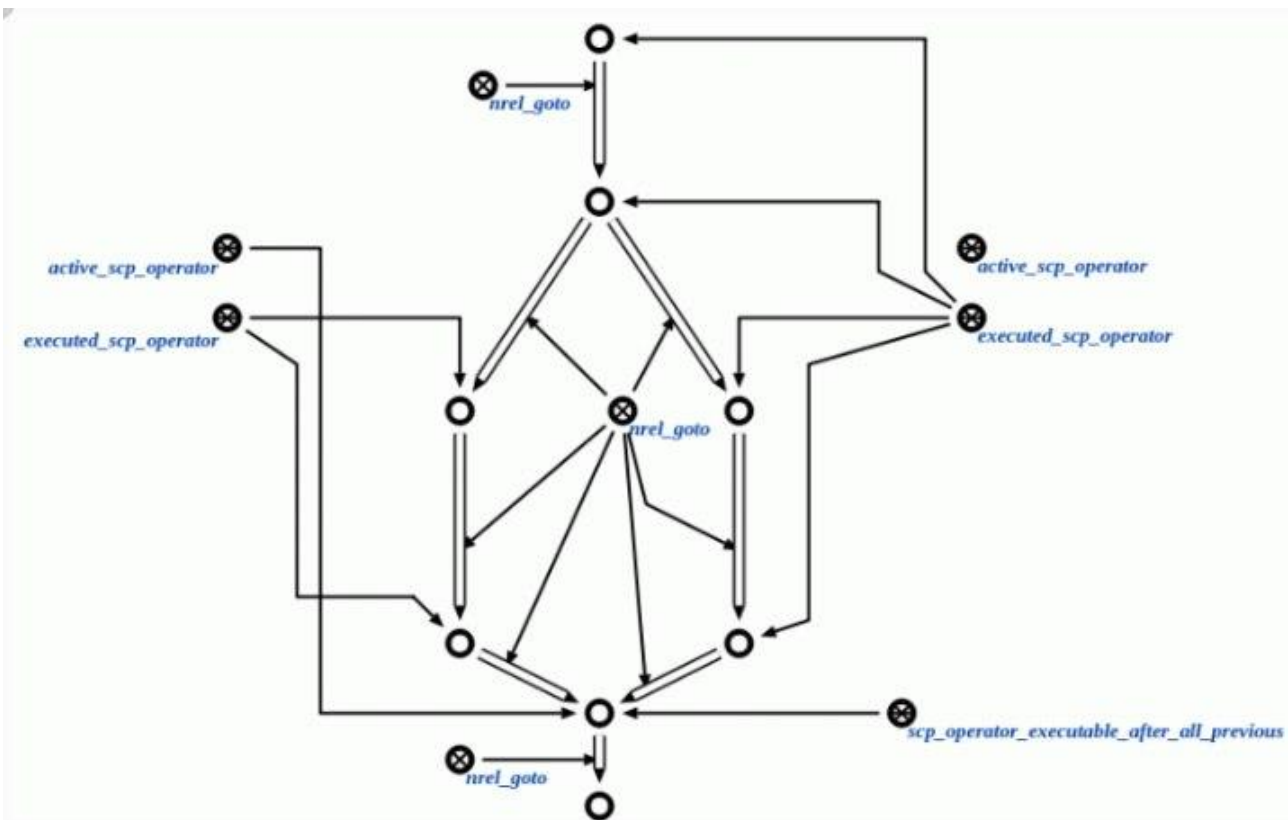 nrel_goto
active_scp_operator
active_scp_operator
executed_scp_operator
executed_scp_operator
nrel_goto
scp_operator_executable_after_all_previous
nrel_goto